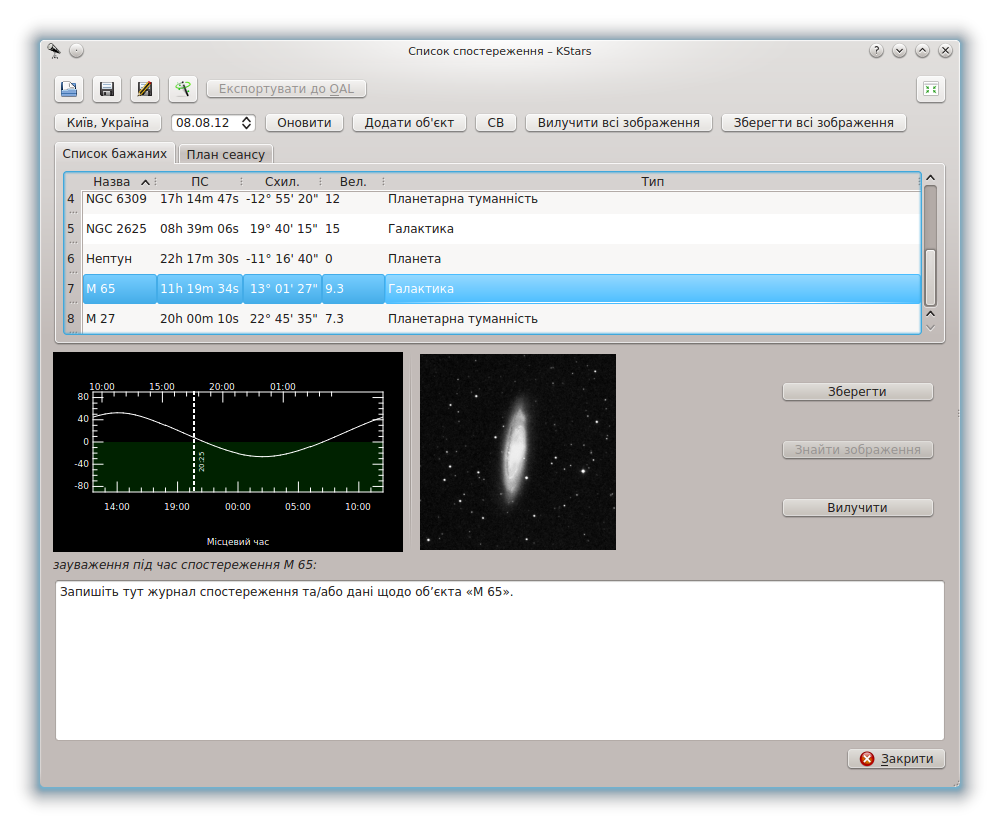 Список спостереження – KStars
Експортувати до OAL
Київ, Україна 08.08.12 Оновити Додати об'єкт СВ Вилучити всі зображення Зберегти всі зображення
Список бажаних План сеансу
Назва ПС Схил. Вел. Тип
4 NGC 6309 17h 14m 47s -12° 55' 20" 12 Планетарна туманність
5 NGC 2625 08h 39m 06s 19° 40' 15" 15 Галактика
6 Нептун 22h 17m 30s -11° 16' 40" 0 Планета
7 M 65 11h 19m 34s 13° 01' 27" 9.3 Галактика
8 M 27 20h 00m 10s 22° 45' 35" 7.3 Планетарна туманність
10:00 15:00 20:00 01:00
80
40
0
-40
-80
20:25
14:00 19:00 00:00 05:00 10:00
Місцевий час
Зберегти
Знайти зображення
Вилучити
зауваження під час спостереження M 65:
Запишіть тут журнал спостереження та/або дані щодо об’єкта «M 65».
Закрити